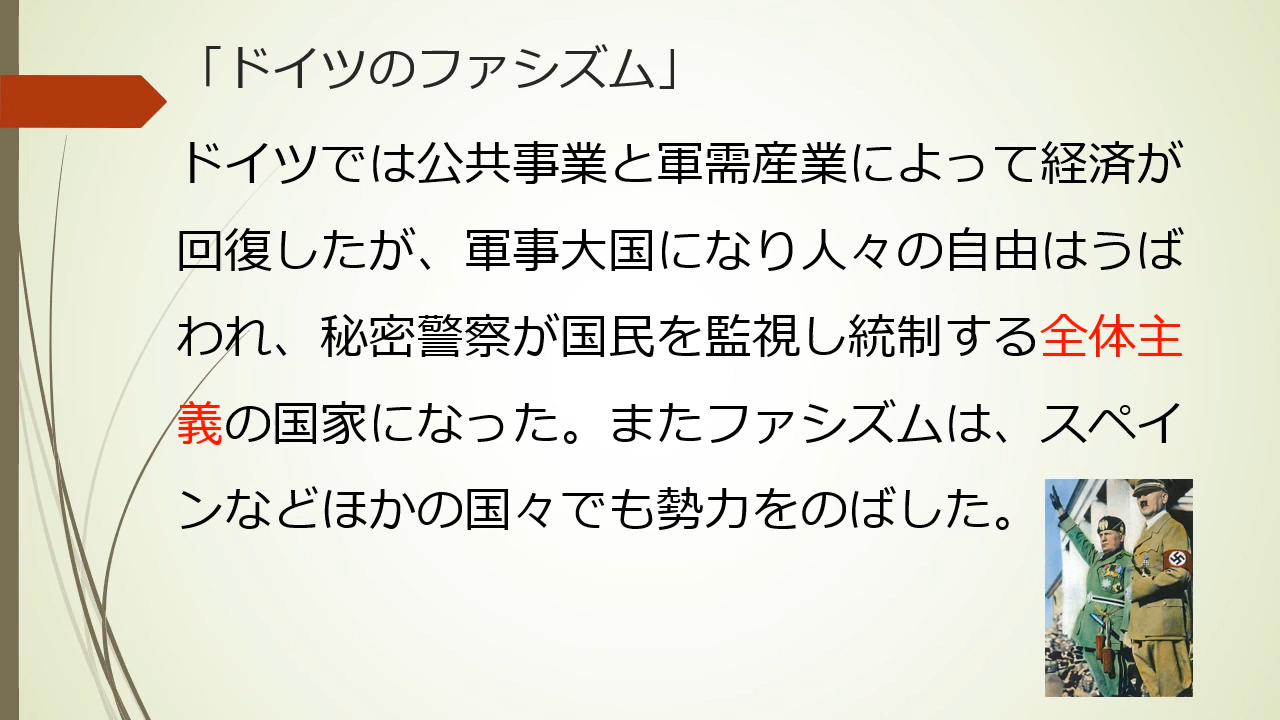 「ドイツのファシズム」
ドイツでは公共事業と軍需産業によって経済が
回復したが、軍事大国になり人々の自由はうば
われ、秘密警察が国民を監視し統制する全体主
義の国家になった。またファシズムは、スペイ
ンなどほかの国々でも勢力をのばした。